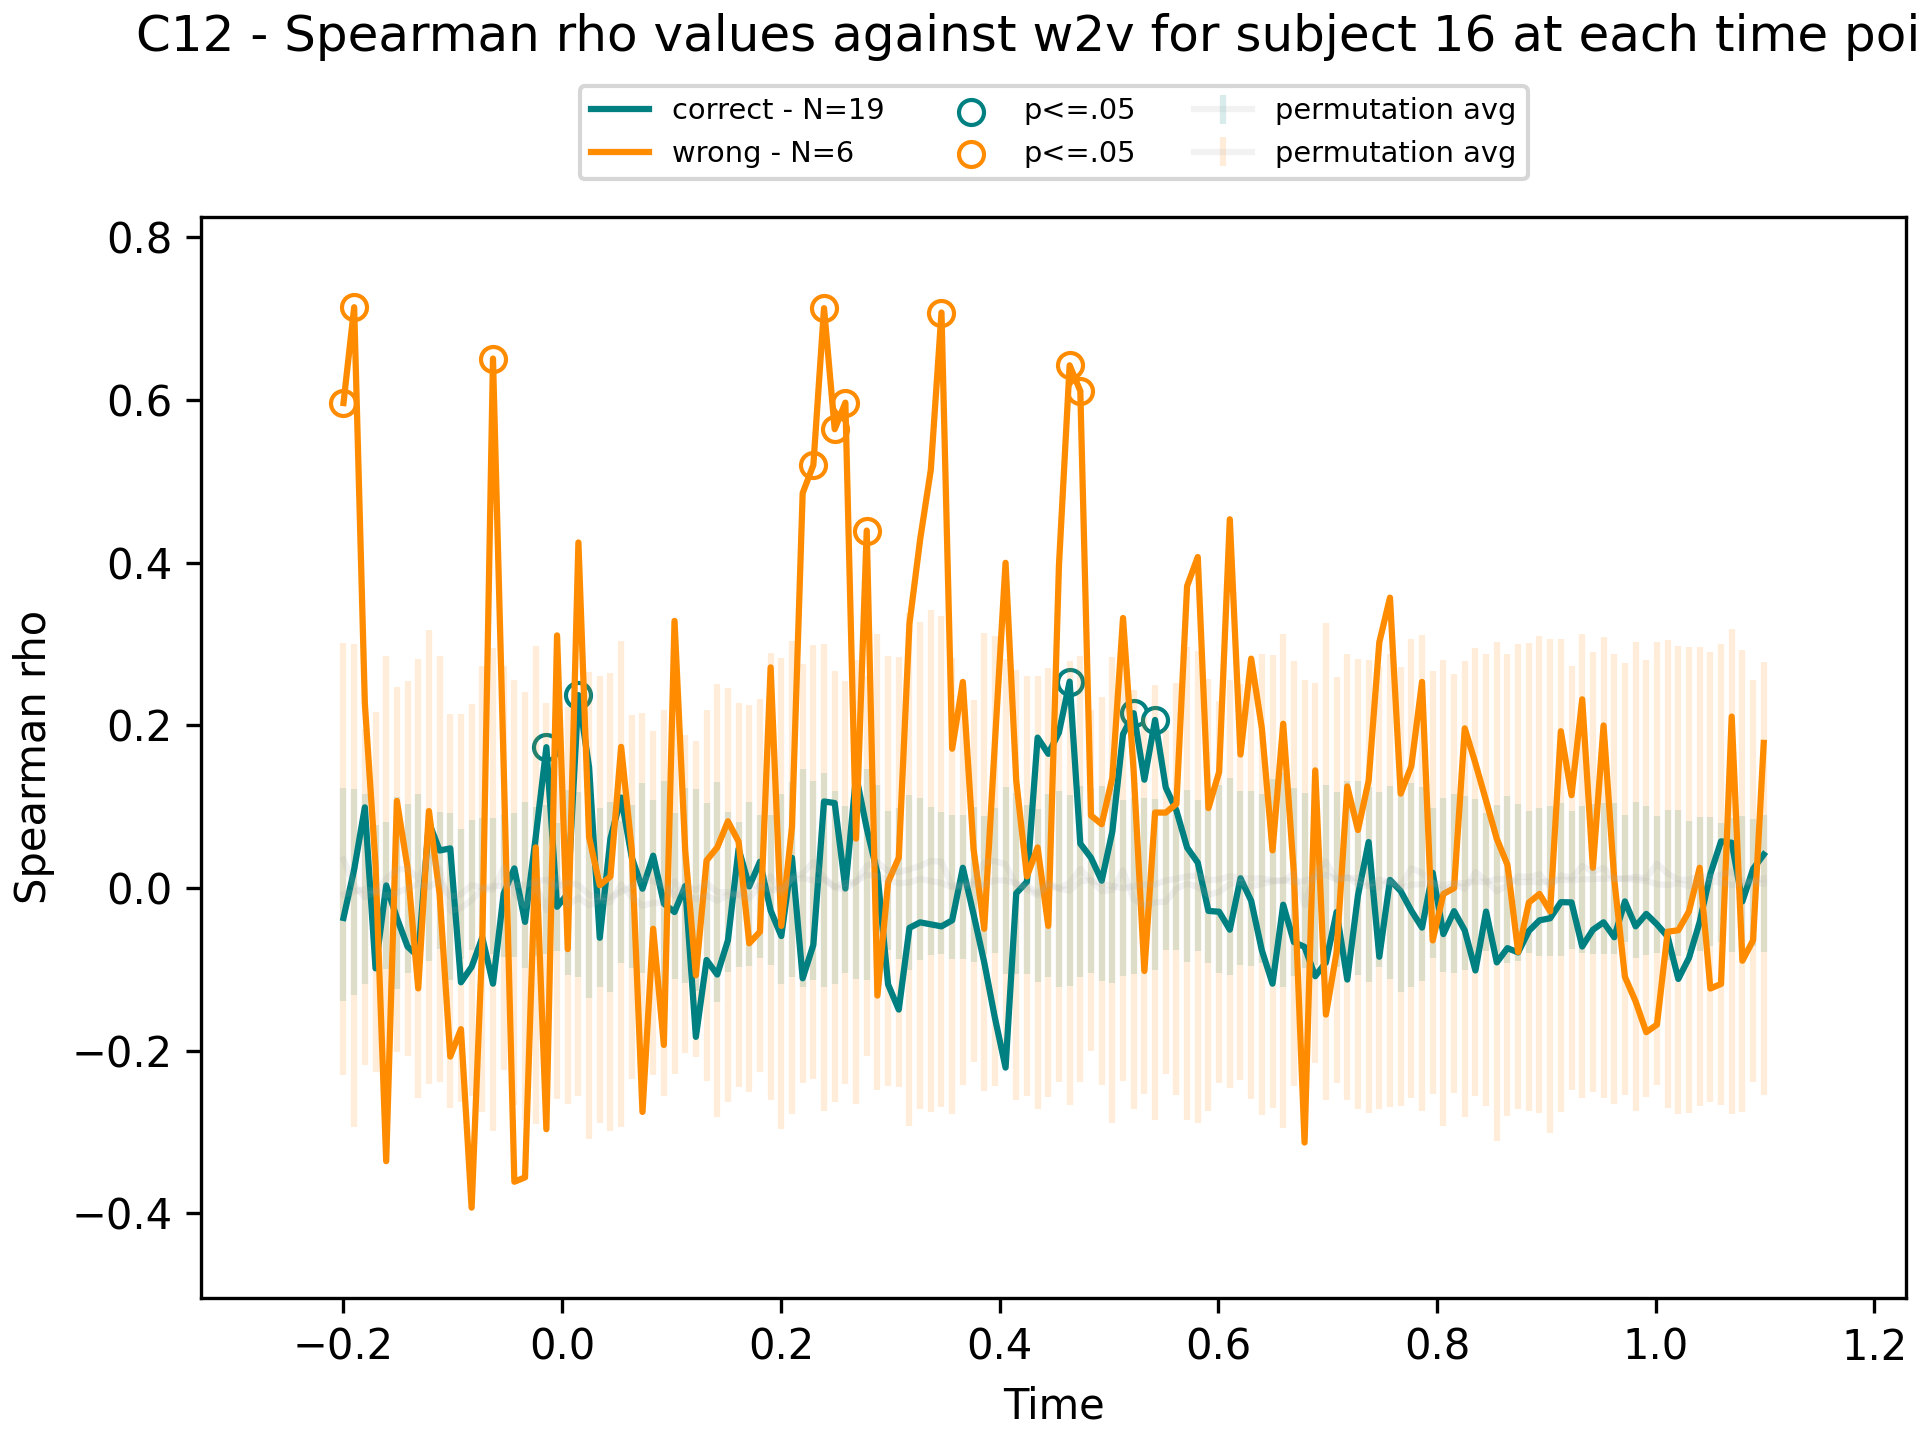 C12 - Spearman rho values against w2v for subject 16 at each time poi
correct - N=19
wrong - N=6
p<=.05
p<=.05
permutation avg
permutation avg
Spearman rho
0.8
0.6
0.4
0.2
0.0
−0.2
−0.4
−0.2
0.0
0.2
0.4
0.6
0.8
1.0
1.2
Time